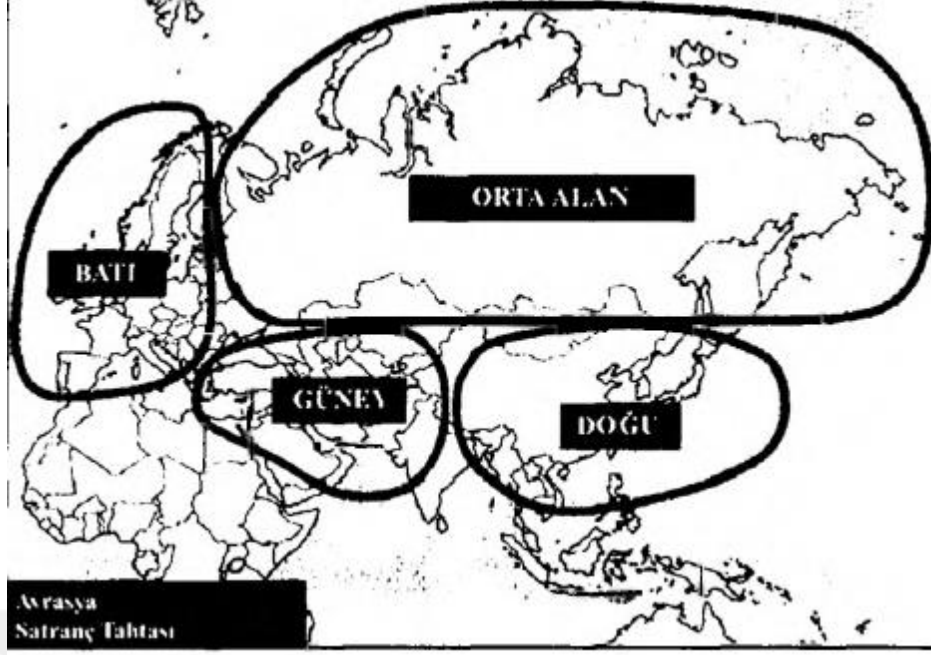 ORTA ALAN
BATI
GÜNEY
DOĞU
Avrasya
Satranç Tahtası